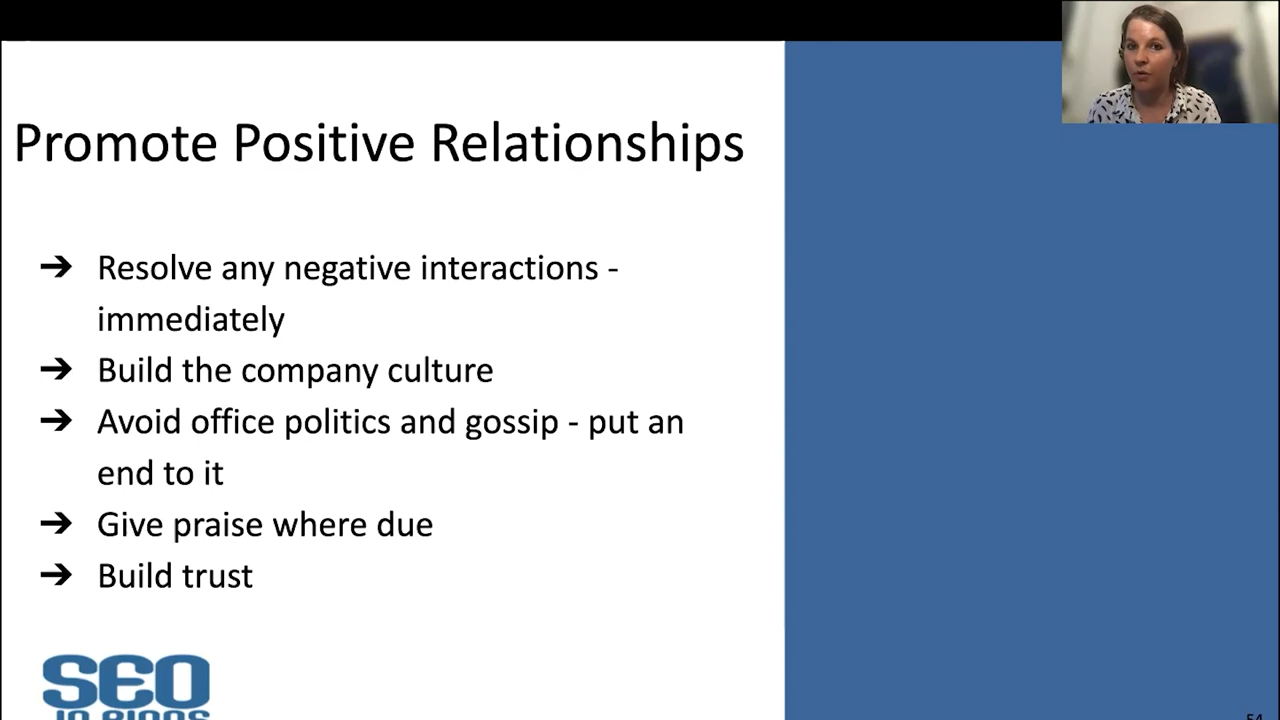 Promote Positive Relationships
➔ Resolve any negative interactions -
immediately
➔ Build the company culture
➔ Avoid office politics and gossip - put an
end to it
➔ Give praise where due
➔ Build trust
SEO